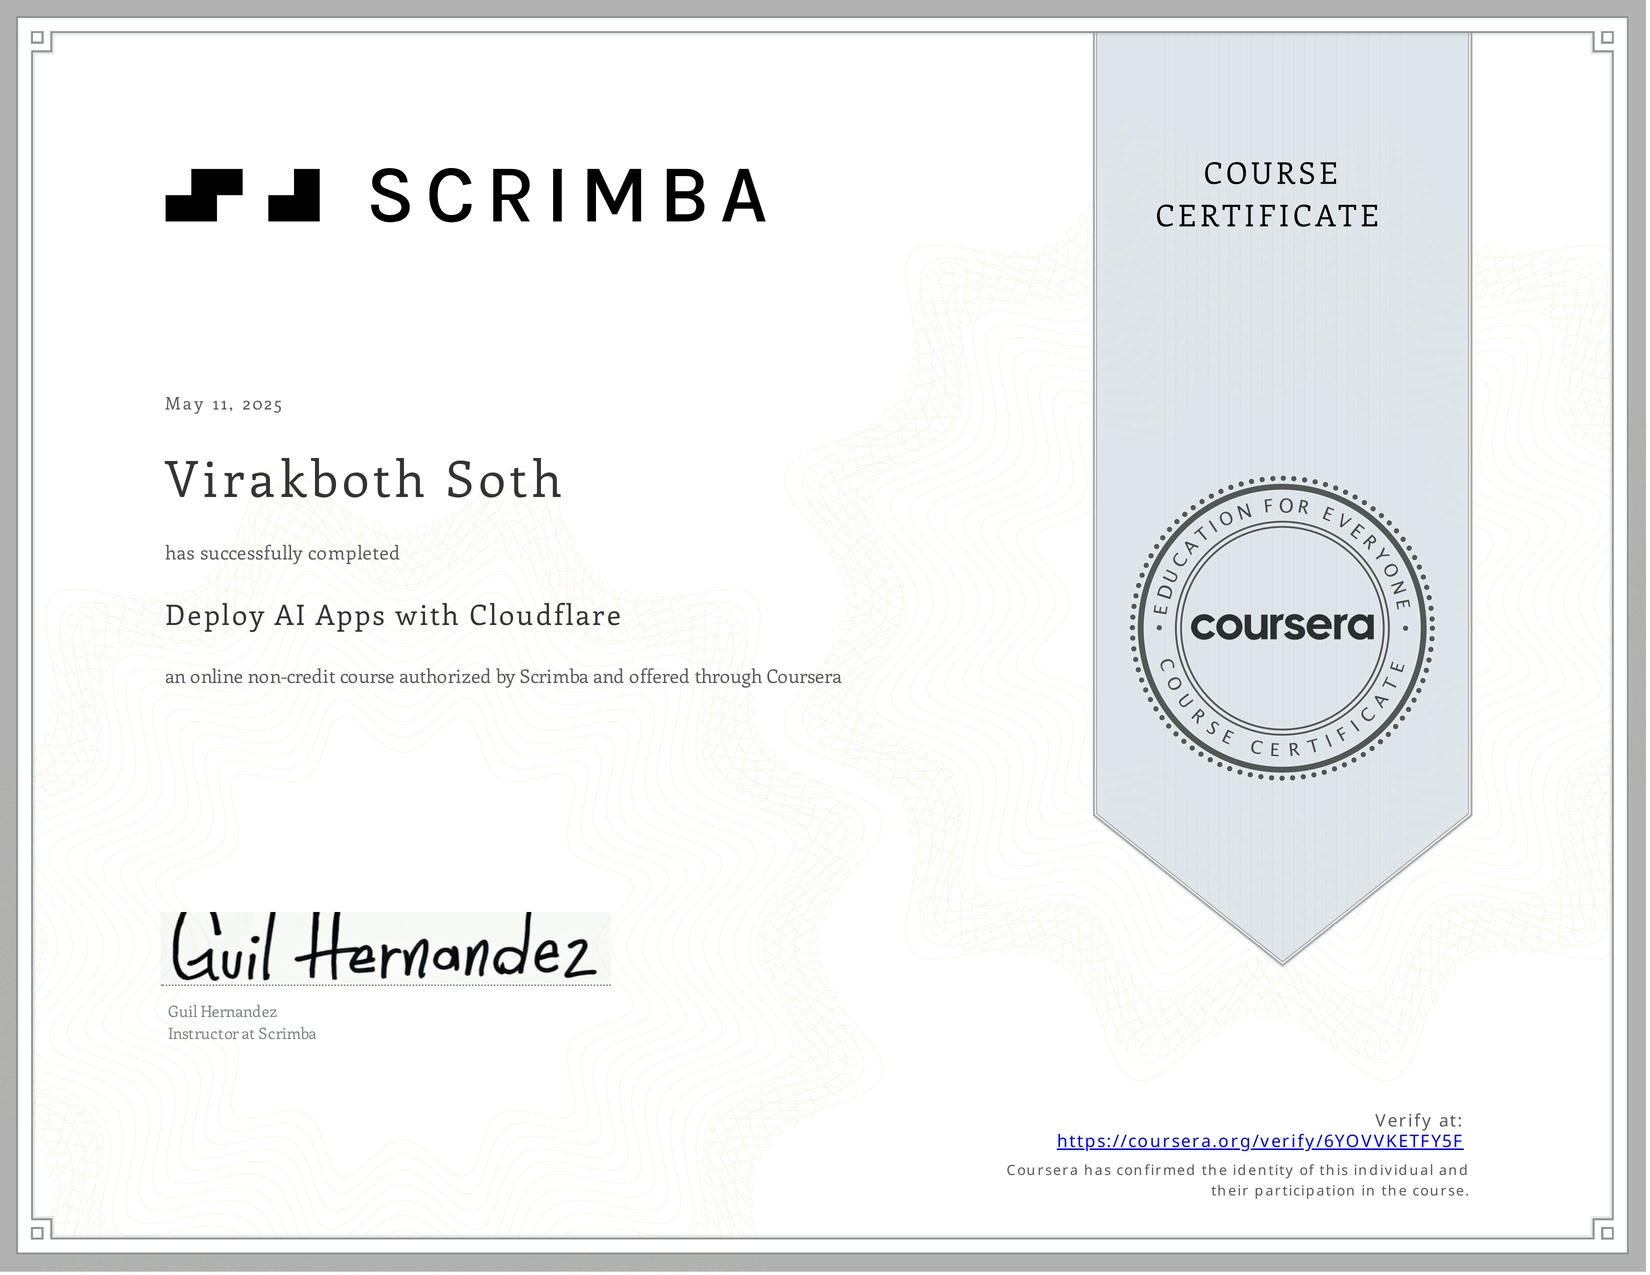 SCRIMBA
COURSE
CERTIFICATE
May 11, 2025
Virakboth Soth
has successfully completed
Deploy AI Apps with Cloudflare
an online non-credit course authorized by Scrimba and offered through Coursera
EDUCATION FOR EVERYONE
coursera
COURSE CERTIFICATE
Guil Hernandez
Guil Hernandez
Instructor at Scrimba
Verify at:
https://coursera.org/verify/6YOVVKETFY5F
Coursera has confirmed the identity of this individual and
their participation in the course.